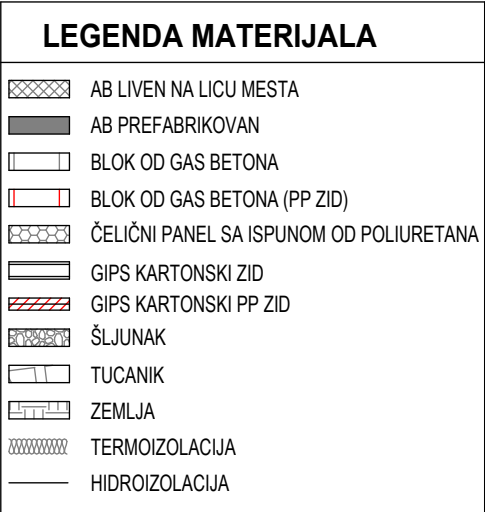 LEGENDA MATERIJALA
AB LIVEN NA LICU MESTA
AB PREFABRIKOVAN
BLOK OD GAS BETONA
BLOK OD GAS BETONA (PP ZID)
ČELIČNI PANEL SA ISPUNOM OD POLIURETANA
GIPS KARTONSKI ZID
GIPS KARTONSKI PP ZID
ŠLJUNAK
TUCANIK
ZEMLJA
TERMOIZOLACIJA
HIDROIZOLACIJA